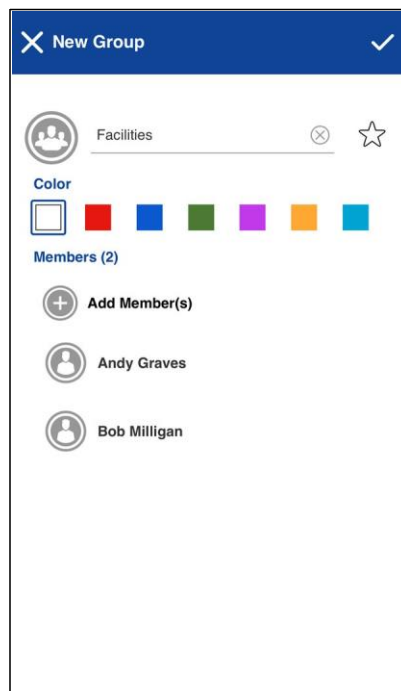 New Group
Facilities
Color
Members (2)
Add Member(s)
Andy Graves
Bob Milligan